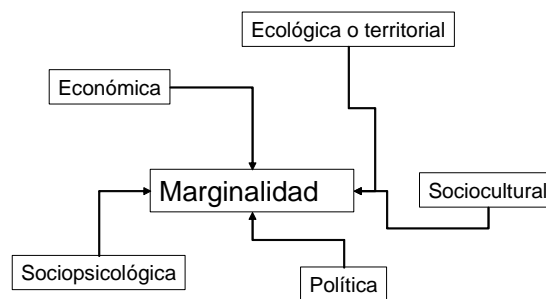 Ecológica o territorial
Económica
Marginalidad
Sociocultural
Sociopsicológica
Política